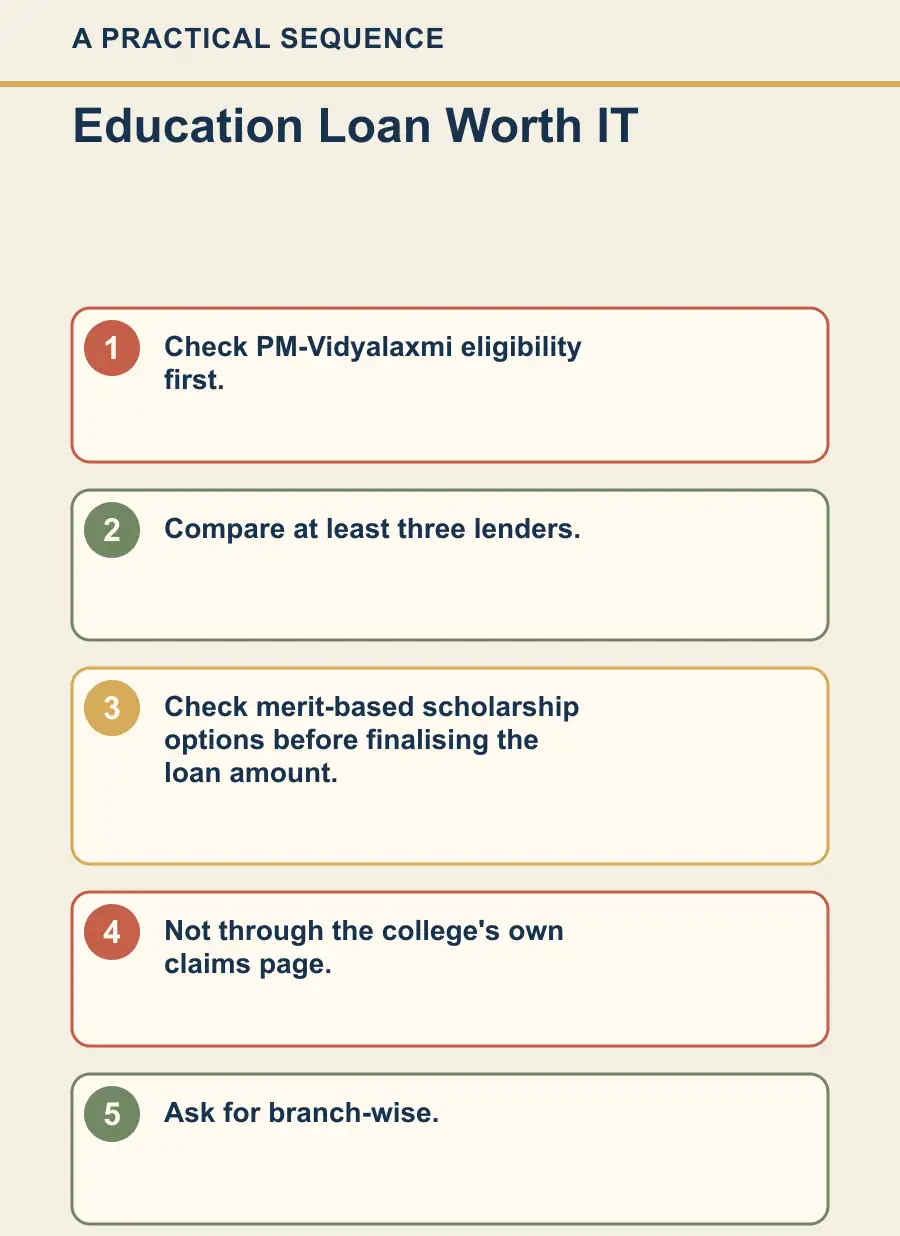 A PRACTICAL SEQUENCE
Education Loan Worth IT
1
Check PM-Vidyalaxmi eligibility
first.
2
Compare at least three lenders.
3
Check merit-based scholarship
options before finalising the
loan amount.
4
Not through the college's own
claims page.
5
Ask for branch-wise.